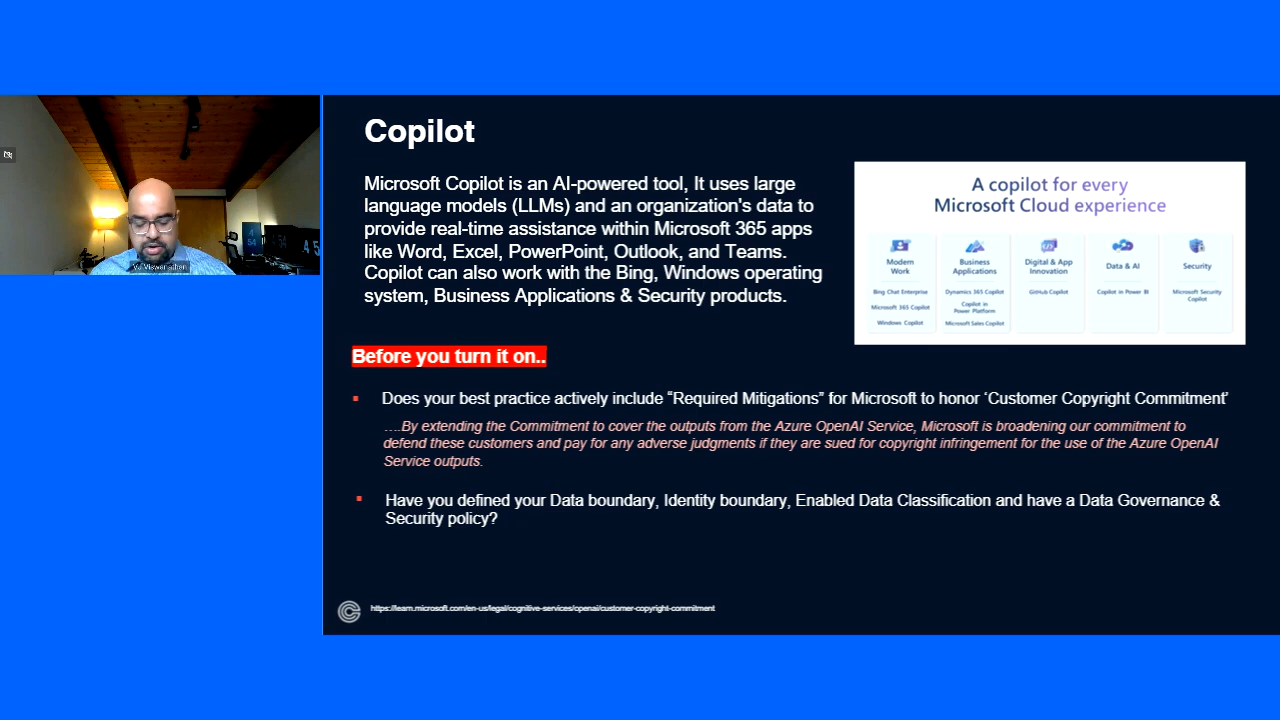 Copilot
Microsoft Copilot is an AI-powered tool, It uses large
language models (LLMs) and an organization's data to
provide real-time assistance within Microsoft 365 apps
like Word, Excel, PowerPoint, Outlook, and Teams.
Copilot can also work with the Bing, Windows operating
system, Business Applications & Security products.
A copilot for every
Microsoft Cloud experience
Modern
Work
Bing Chat Enterprise
Microsoft 365 Copilot
Windows Copilot
Business
Applications
Dynamics 365 Copilot
Copilot in
Power Platform
Microsoft Sales Copilot
Digital & App
Innovation
GitHub Copilot
Data & AI
Copilot in Power BI
Security
Microsoft Security
Copilot
Before you turn it on..
Does your best practice actively include “Required Mitigations” for Microsoft to honor ‘Customer Copyright Commitment’
….By extending the Commitment to cover the outputs from the Azure OpenAI Service, Microsoft is broadening our commitment to
defend these customers and pay for any adverse judgments if they are sued for copyright infringement for the use of the Azure OpenAI
Service outputs.
Have you defined your Data boundary, Identity boundary, Enabled Data Classification and have a Data Governance &
Security policy?
https://learn.microsoft.com/en-us/legal/cognitive-services/openai/customer-copyright-commitment